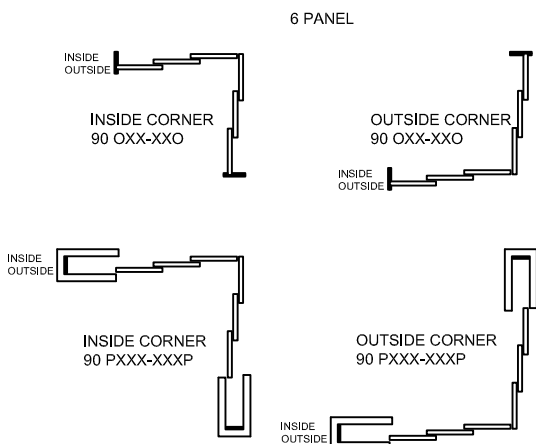 6 PANEL
INSIDE
OUTSIDE
INSIDE CORNER
90 OXX-XXO
OUTSIDE CORNER
90 OXX-XXO
INSIDE
OUTSIDE
INSIDE
OUTSIDE
INSIDE CORNER
90 PXXX-XXXP
OUTSIDE CORNER
90 PXXX-XXXP
INSIDE
OUTSIDE